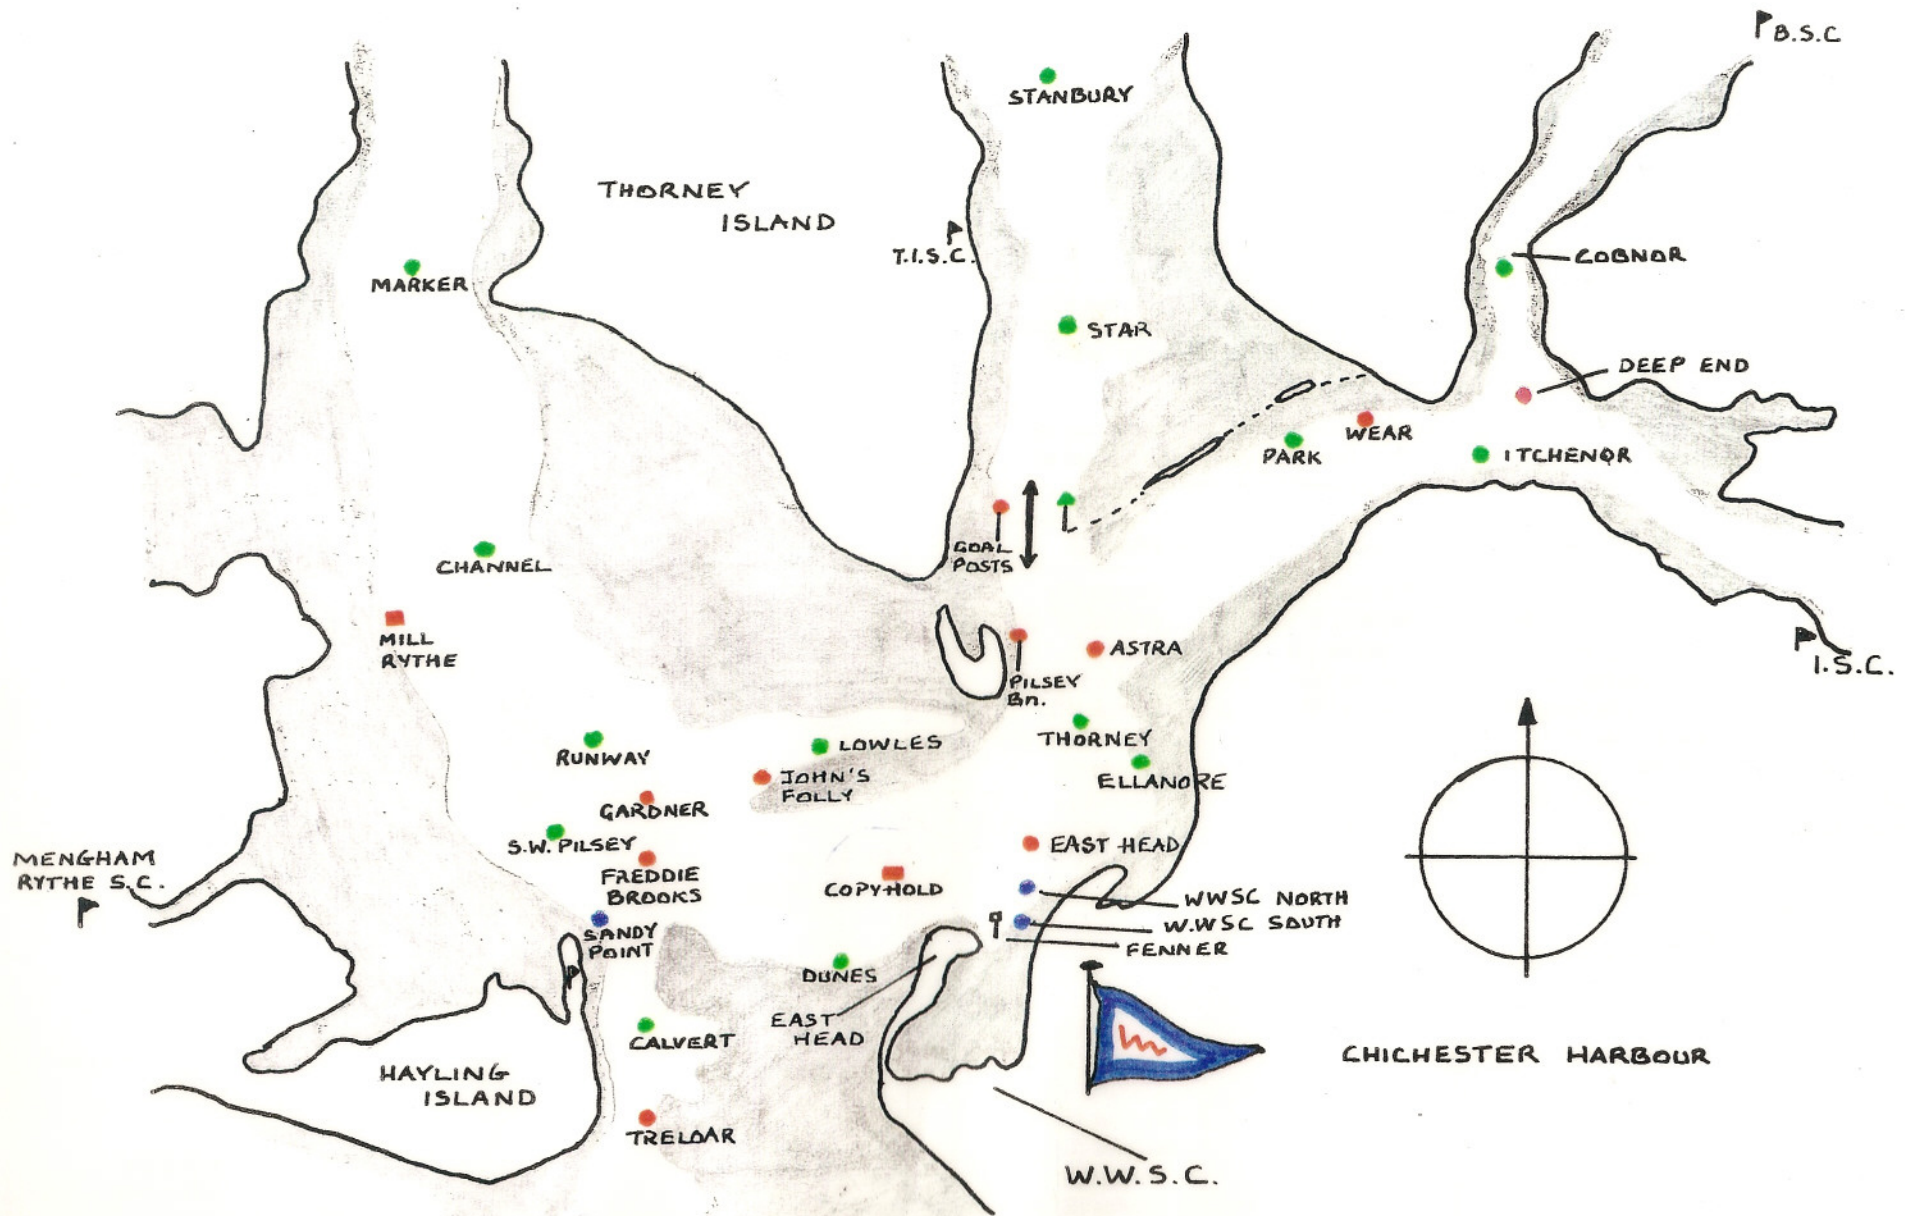 B.S.C
STANBURY
THORNEY
ISLAND
T.I.S.C.
COBNOR
MARKER
STAR
DEEP END
WEAR
PARK
ITCHENOR
GOAL
POSTS
CHANNEL
MILL
RYTHE
ASTRA
PILSEY
Bn.
I.S.C.
THORNEY
LOWLES
RUNWAY
JOHN'S
FOLLY
ELLANORE
GARDNER
S.W. PILSEY
EAST HEAD
MENGHAM
RYTHE S.C.
FREDDIE
BROOKS
COPYHOLD
WWSC NORTH
W.WSC SOUTH
FENNER
SANDY
POINT
DUNES
EAST
HEAD
CALVERT
W
CHICHESTER HARBOUR
HAYLING
ISLAND
TRELOAR
W.W.S.C.